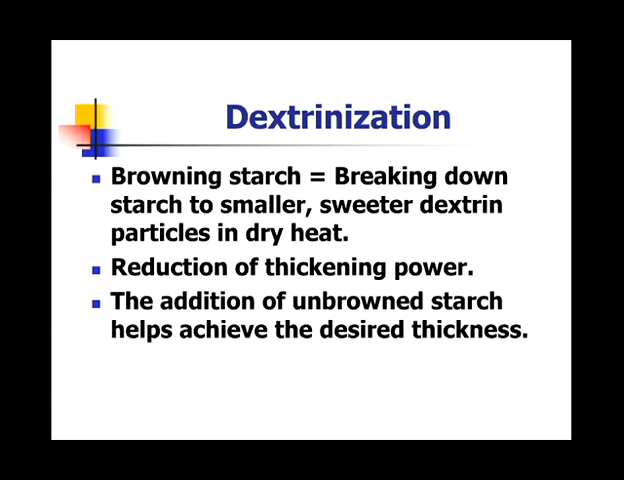 Dextrinization
Browning starch = Breaking down
starch to smaller, sweeter dextrin
particles in dry heat.
Reduction of thickening power.
The addition of unbrowned starch
helps achieve the desired thickness.